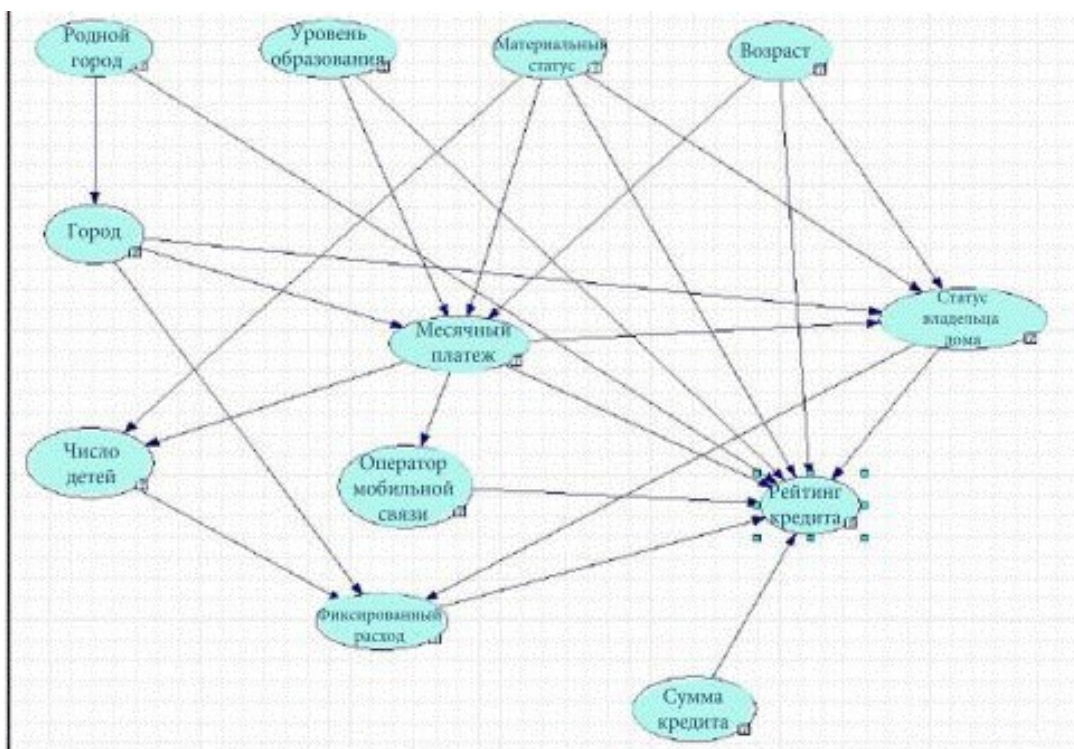 Родной
город
Уровень
образования
Материальный
статус
Возраст
Город
Статус
владельца
дома
Месячный
платеж
Число
детей
Оператор
мобильной
связи
Рейтинг
кредита
Фиксированный
расход
Сумма
кредита